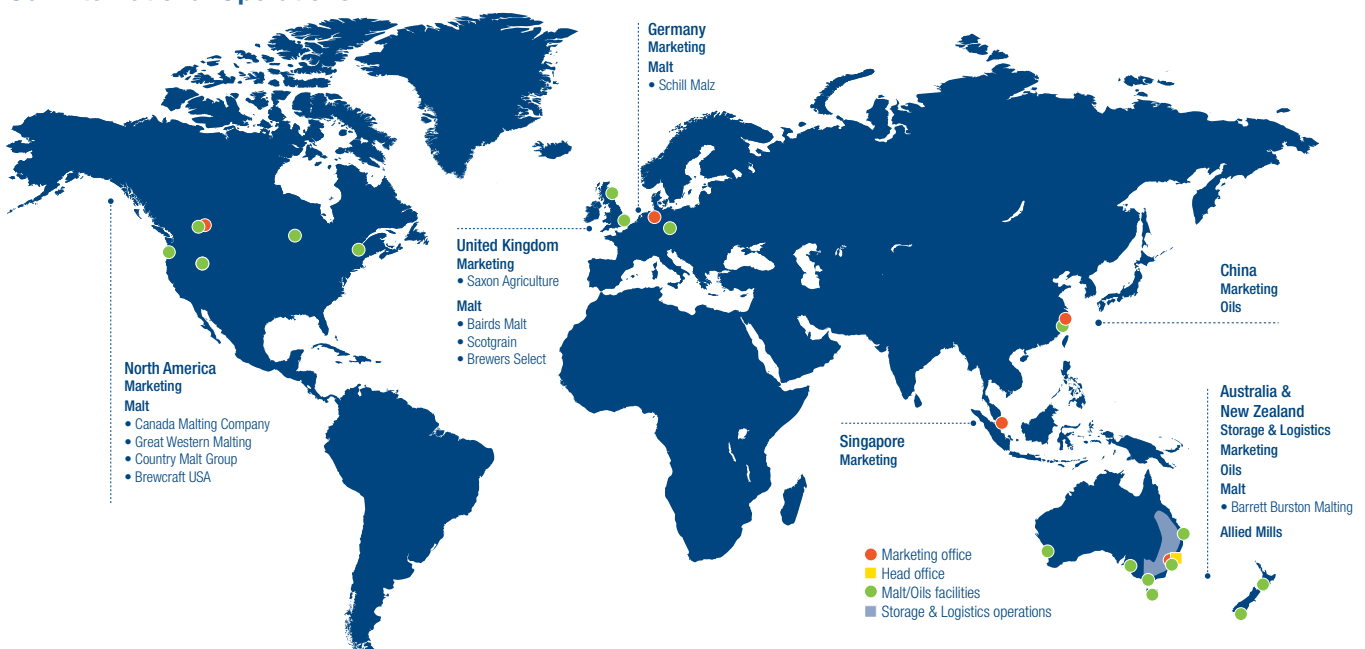 Germany
Marketing
Malt
• Schill Malz
United Kingdom
Marketing
• Saxon Agriculture
Malt
• Bairds Malt
• Scotgrain
• Brewers Select
China
Marketing
Oils
North America
Marketing
Malt
• Canada Malting Company
• Great Western Malting
• Country Malt Group
• Brewcraft USA
Singapore
Marketing
Australia &
New Zealand
Storage & Logistics
Marketing
Oils
Malt
• Barrett Burston Malting
Allied Mills
Marketing office
Head office
Malt/Oils facilities
Storage & Logistics operations